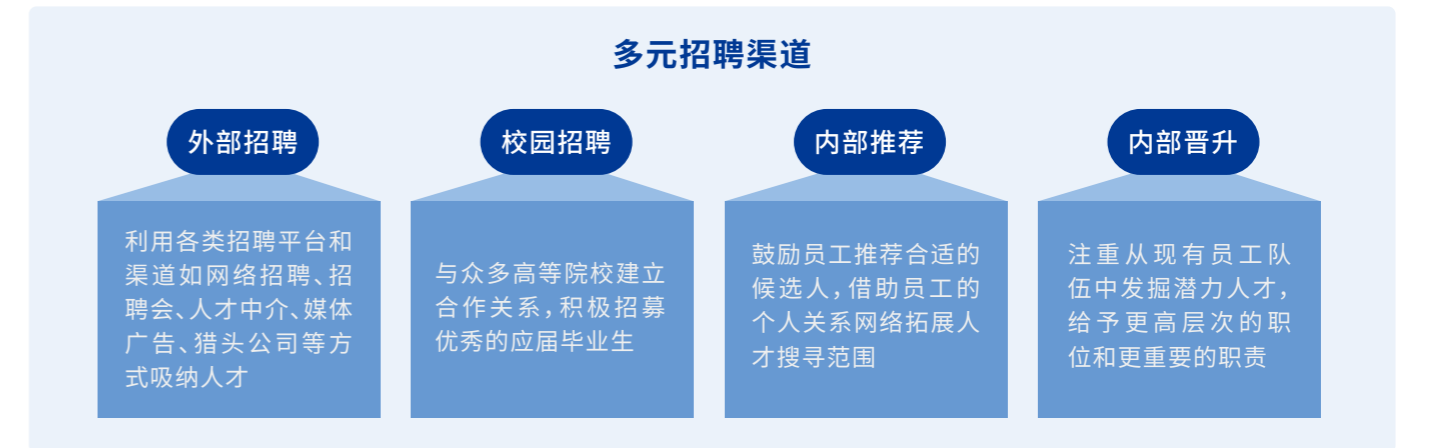 多元招聘渠道
外部招聘
利用各类招聘平台和
渠道如网络招聘、招
聘会、人才中介、媒体
广告、猎头公司等方
式吸纳人才
校园招聘
与众多高等院校建立
合作关系，积极招募
优秀的应届毕业生
内部推荐
鼓励员工推荐合适的
候选人，借助员工的
个人关系网络拓展人
才搜寻范围
内部晋升
注重从现有员工队
伍中发掘潜力人才，
给予更高层次的职
位和更重要的职责